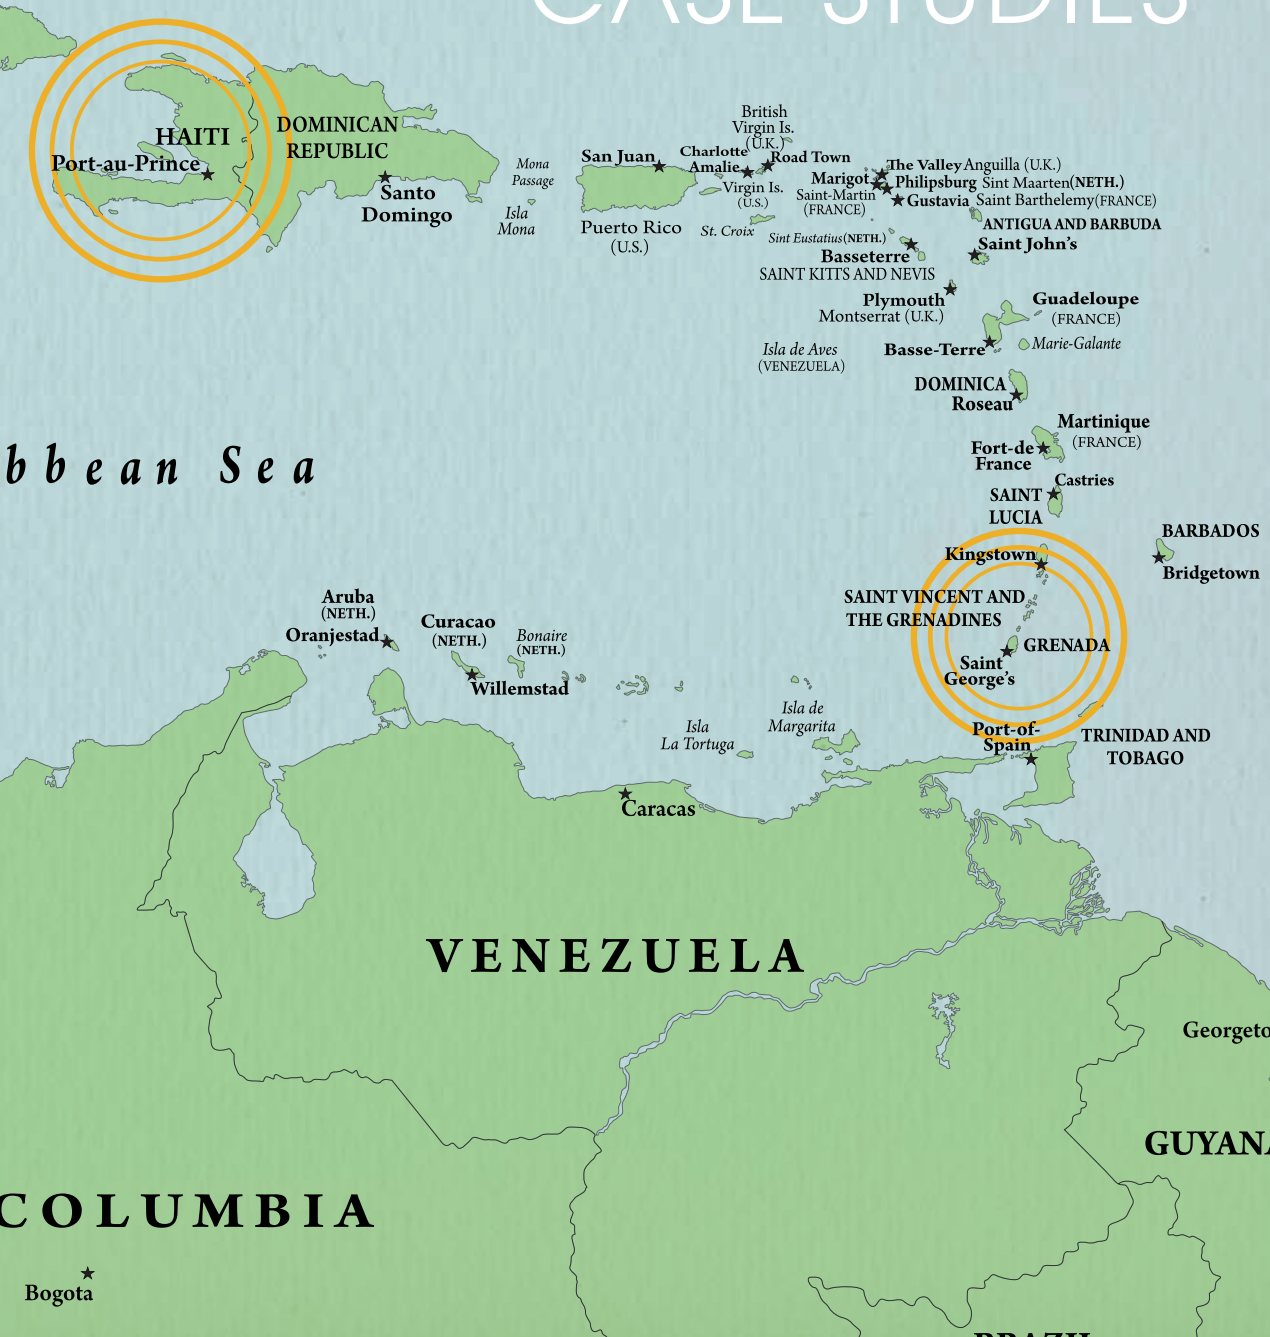 CASE STUDIES
HAITI
Port-au-Prince
DOMINICAN
REPUBLIC
Santo
Domingo
Mona
Passage
Isla
Mona
San Juan
Puerto Rico
(U.S.)
British
Virgin Is.
(U.K.)
Charlotte
Amalie
Road Town
Virgin Is.
(U.S.)
St. Croix
The Valley Anguilla (U.K.)
Marigot
Saint-Martin
(FRANCE)
Philipsburg Sint Maarten(NETH.)
Gustavia Saint Barthelemy(FRANCE)
ANTIGUA AND BARBUDA
Saint John's
Sint Eustatius(NETH.)
Basseterre
SAINT KITTS AND NEVIS
Plymouth
Montserrat (U.K.)
Guadeloupe
(FRANCE)
Marie-Galante
Isla de Aves
(VENEZUELA)
Basse-Terre
DOMINICA
Roseau
Martinique
(FRANCE)
Fort-de
France
Castries
SAINT
LUCIA
bbean Sea
BARBADOS
Bridgetown
Kingstown
SAINT VINCENT AND
THE GRENADINES
GRENADA
Saint
George's
Aruba
(NETH.)
Oranjestad
Curacao
(NETH.)
Bonaire
(NETH.)
Willemstad
Isla
La Tortuga
Isla de
Margarita
Port-of-
Spain
TRINIDAD AND
TOBAGO
Caracas
VENEZUELA
Georgeto
GUYANA
COLUMBIA
Bogota
BRAZIL